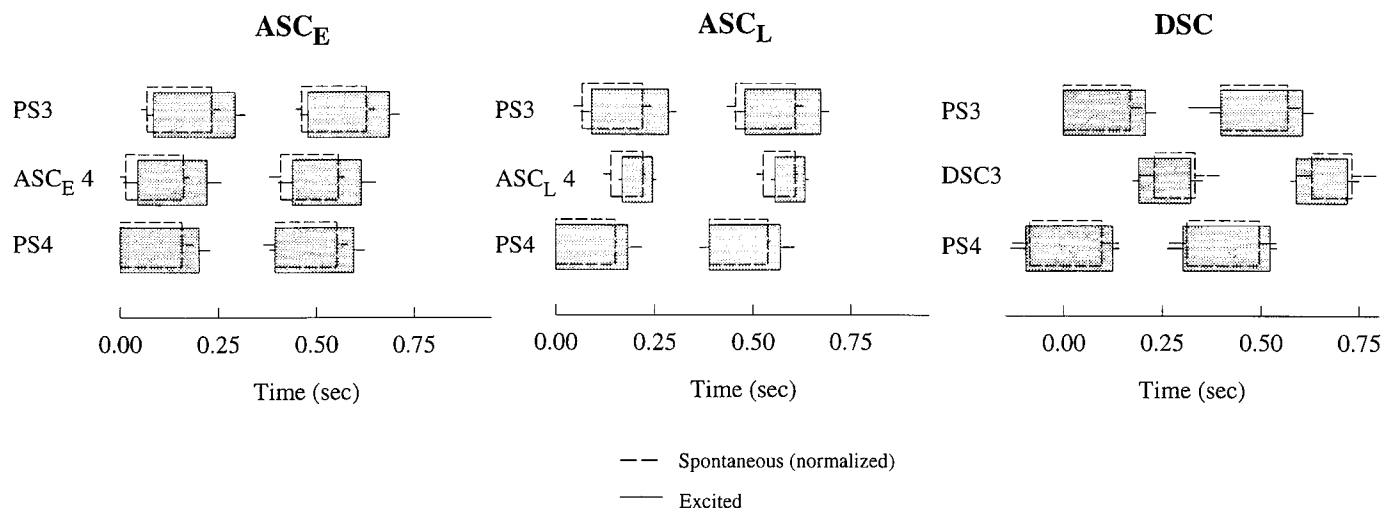 ASC_E
ASC_L
DSC
PS3
ASC_E 4
PS4
0.00 0.25 0.50 0.75
Time (sec)
PS3
ASC_L 4
PS4
0.00 0.25 0.50 0.75
Time (sec)
PS3
DSC3
PS4
0.00 0.25 0.50 0.75
Time (sec)
Spontaneous (normalized)
Excited